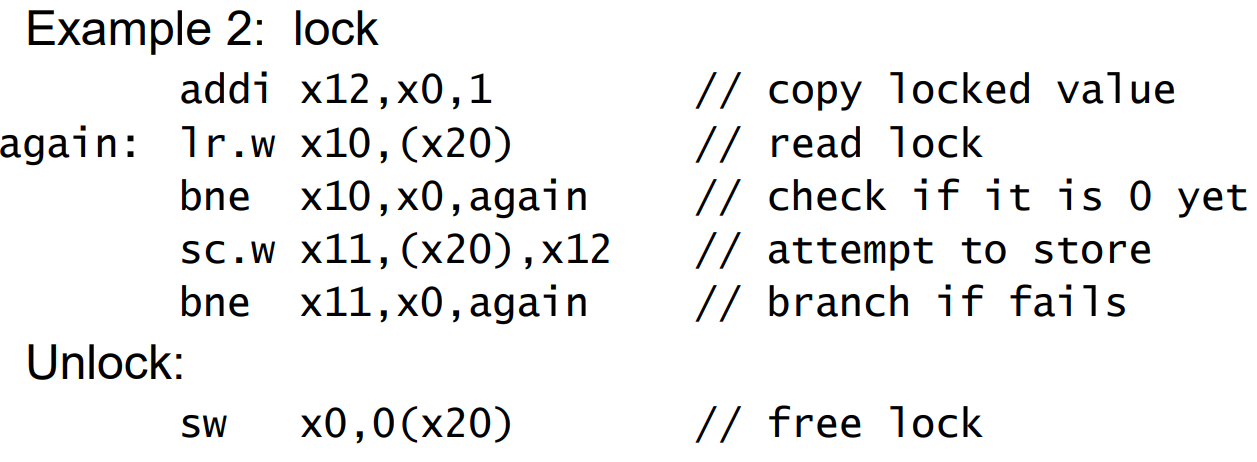 Example 2: lock
addi x12,x0,1 // copy locked value
again: lr.w x10,(x20) // read lock
bne x10,x0,again // check if it is 0 yet
sc.w x11,(x20),x12 // attempt to store
bne x11,x0,again // branch if fails
Unlock:
sw x0,0(x20) // free lock